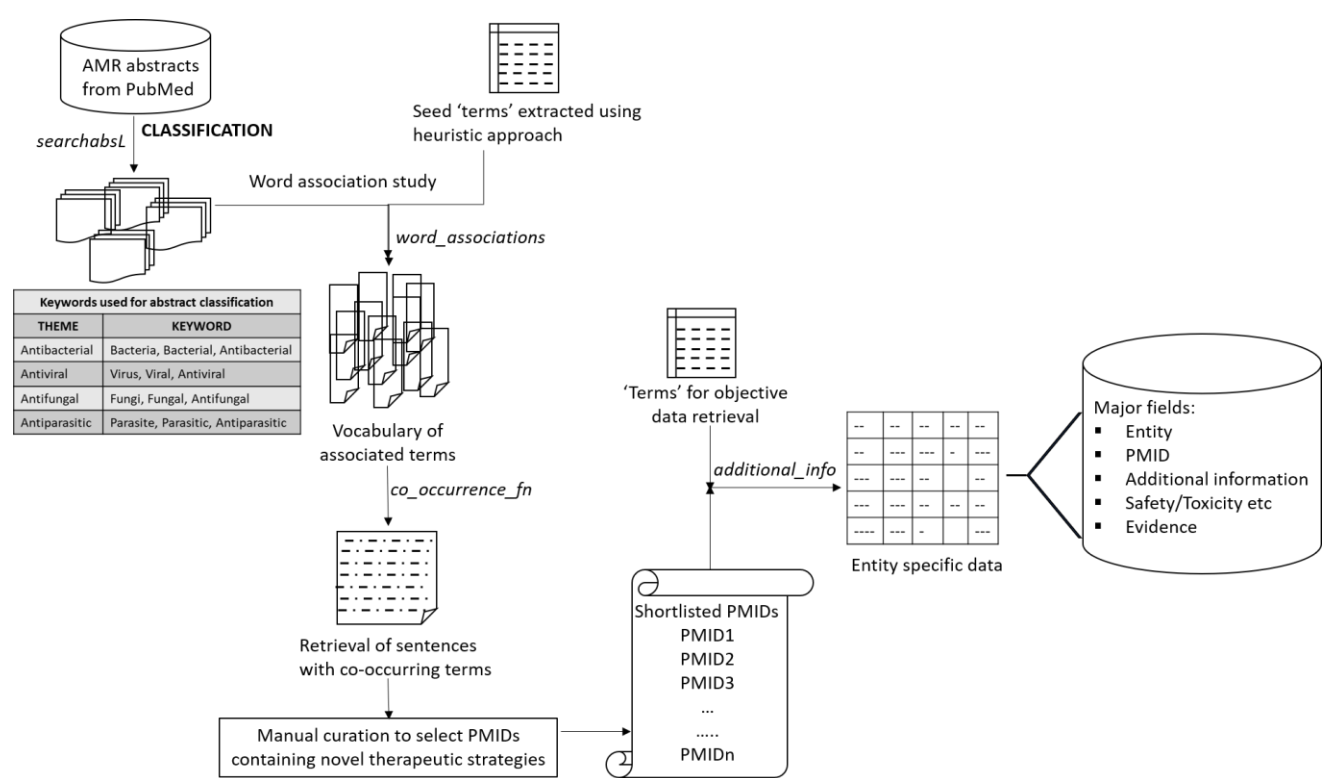 AMR abstracts
from PubMed
searchabsL
CLASSIFICATION
Seed ‘terms’ extracted using
heuristic approach
Word association study
word_associations
Keywords used for abstract classification
THEME KEYWORD
Antibacterial Bacteria, Bacterial, Antibacterial
Antiviral Virus, Viral, Antiviral
Antifungal Fungi, Fungal, Antifungal
Antiparasitic Parasite, Parasitic, Antiparasitic
Vocabulary of
associated terms
co_occurrence_fn
Retrieval of sentences
with co-occurring terms
Manual curation to select PMIDs
containing novel therapeutic strategies
Shortlisted PMIDs
PMID1
PMID2
PMID3
...
.....
PMIDn
‘Terms’ for objective
data retrieval
additional_info
Entity specific data
Major fields:
▪ Entity
▪ PMID
▪ Additional information
▪ Safety/Toxicity etc
▪ Evidence